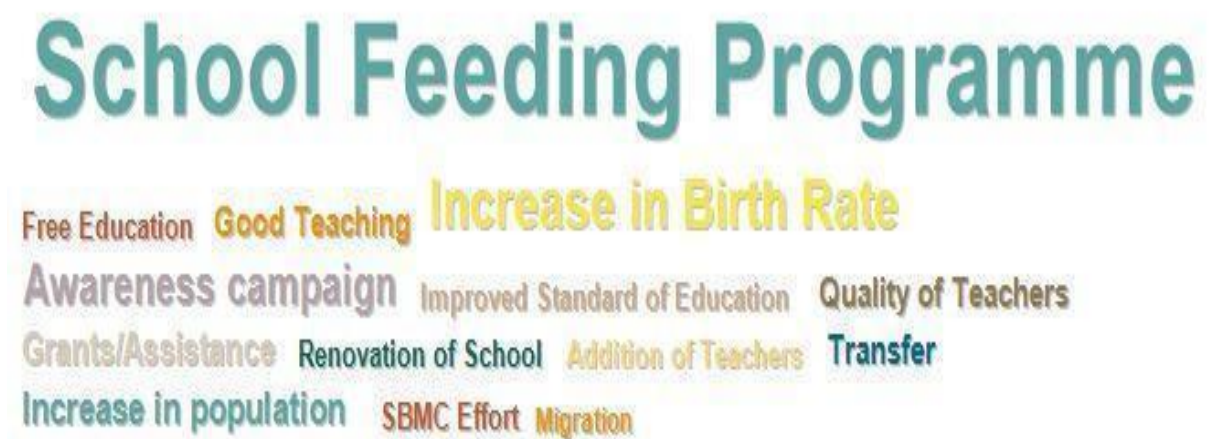 School Feeding Programme
Free Education Good Teaching Increase in Birth Rate
Awareness campaign Improved Standard of Education Quality of Teachers
Grants/Assistance Renovation of School Addition of Teachers Transfer
Increase in population SBMC Effort Migration